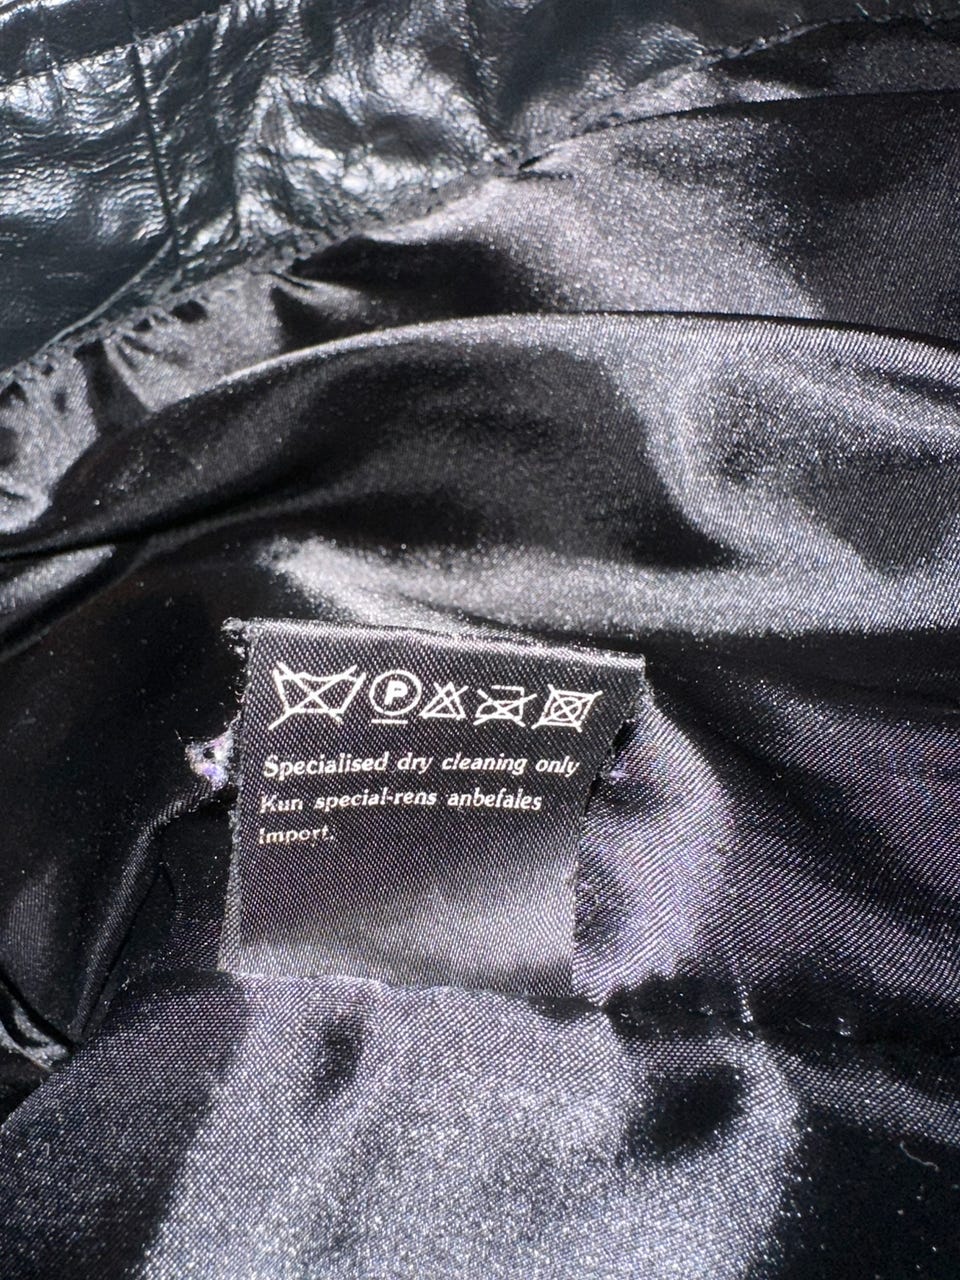 P
Specialised dry cleaning only
Kun special-rens anbefales
Import.